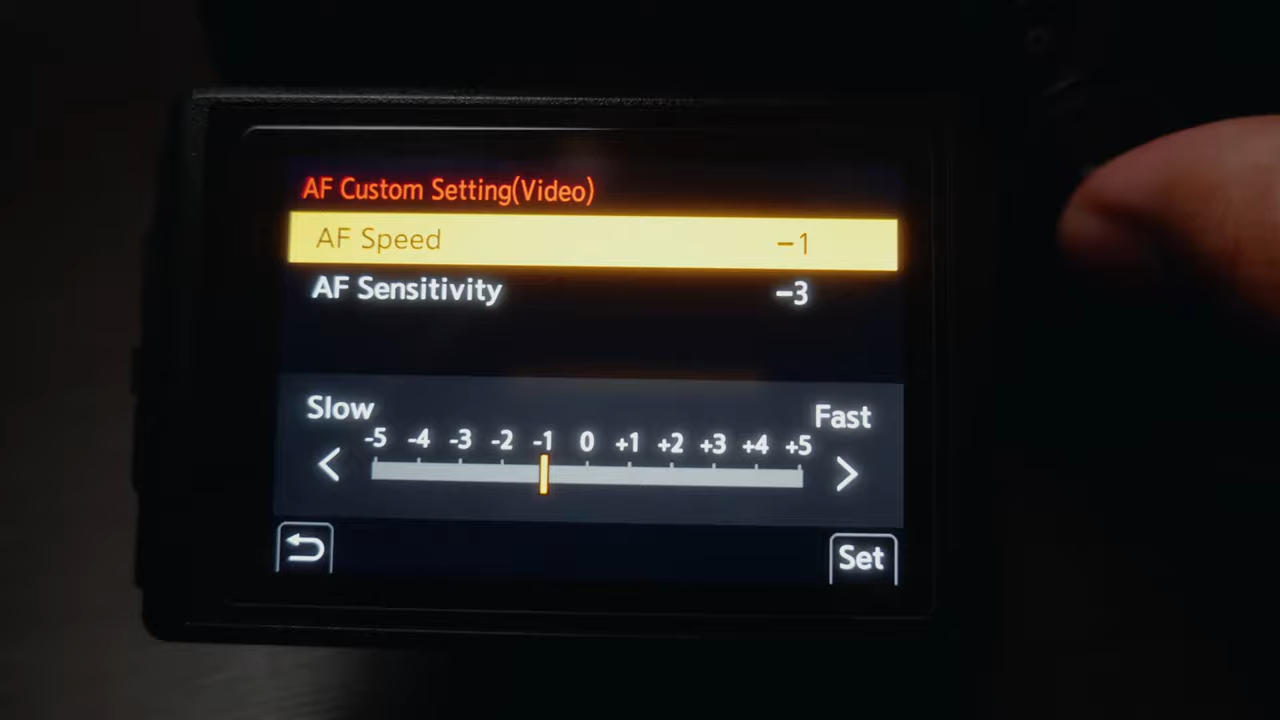 AF Custom Setting(Video)
AF Speed -1
AF Sensitivity -3
Slow Fast
-5 -4 -3 -2 -1 0 +1 +2 +3 +4 +5
Set